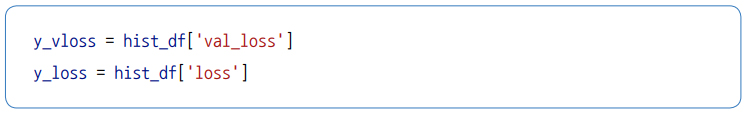 y_vloss = hist_df['val_loss']
y_loss = hist_df['loss']